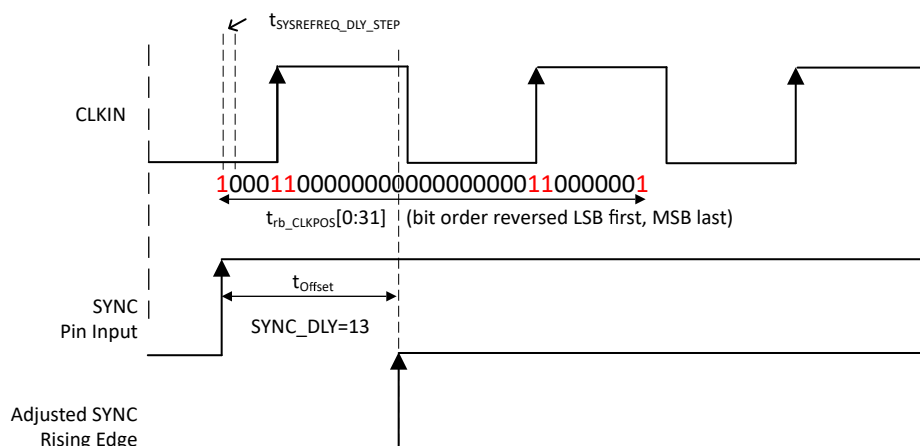 tSYSREFREQ_DLY_STEP
CLKIN
10001100000000000000000110000001
trb_CLKPOS[0:31] (bit order reversed LSB first, MSB last)
tOffset
SYNC
Pin Input
SYNC_DLY=13
Adjusted SYNC
Rising Edge